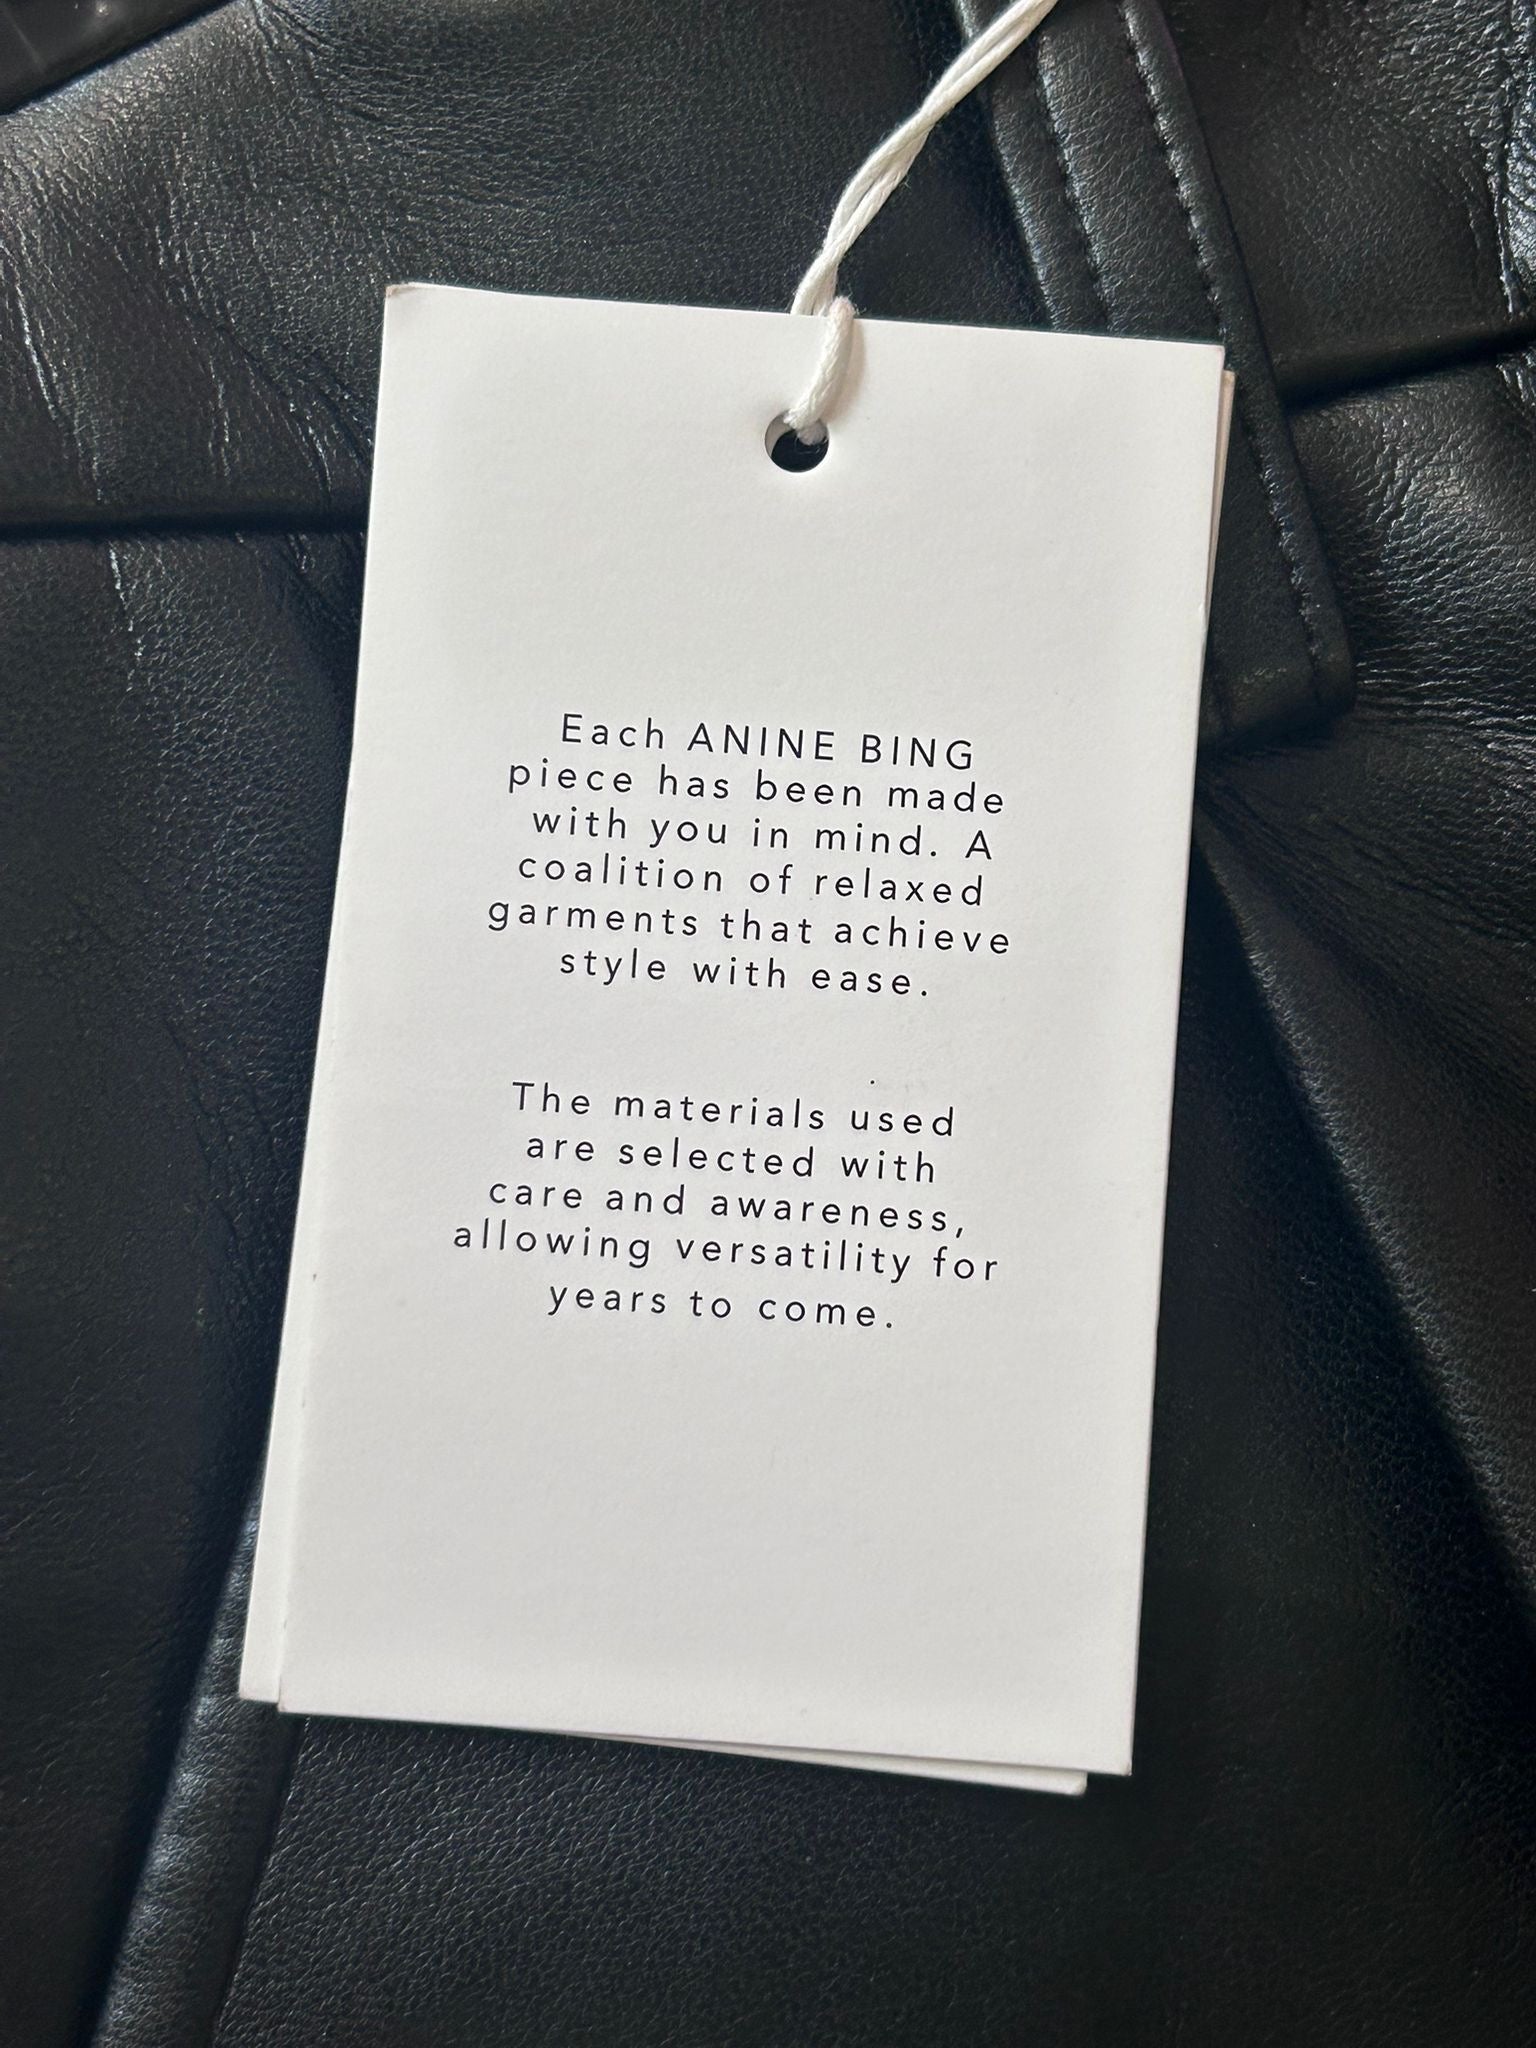 Each ANINE BING
piece has been made
with you in mind. A
coalition of relaxed
garments that achieve
style with ease.
The materials used
are selected with
care and awareness,
allowing versatility for
years to come.